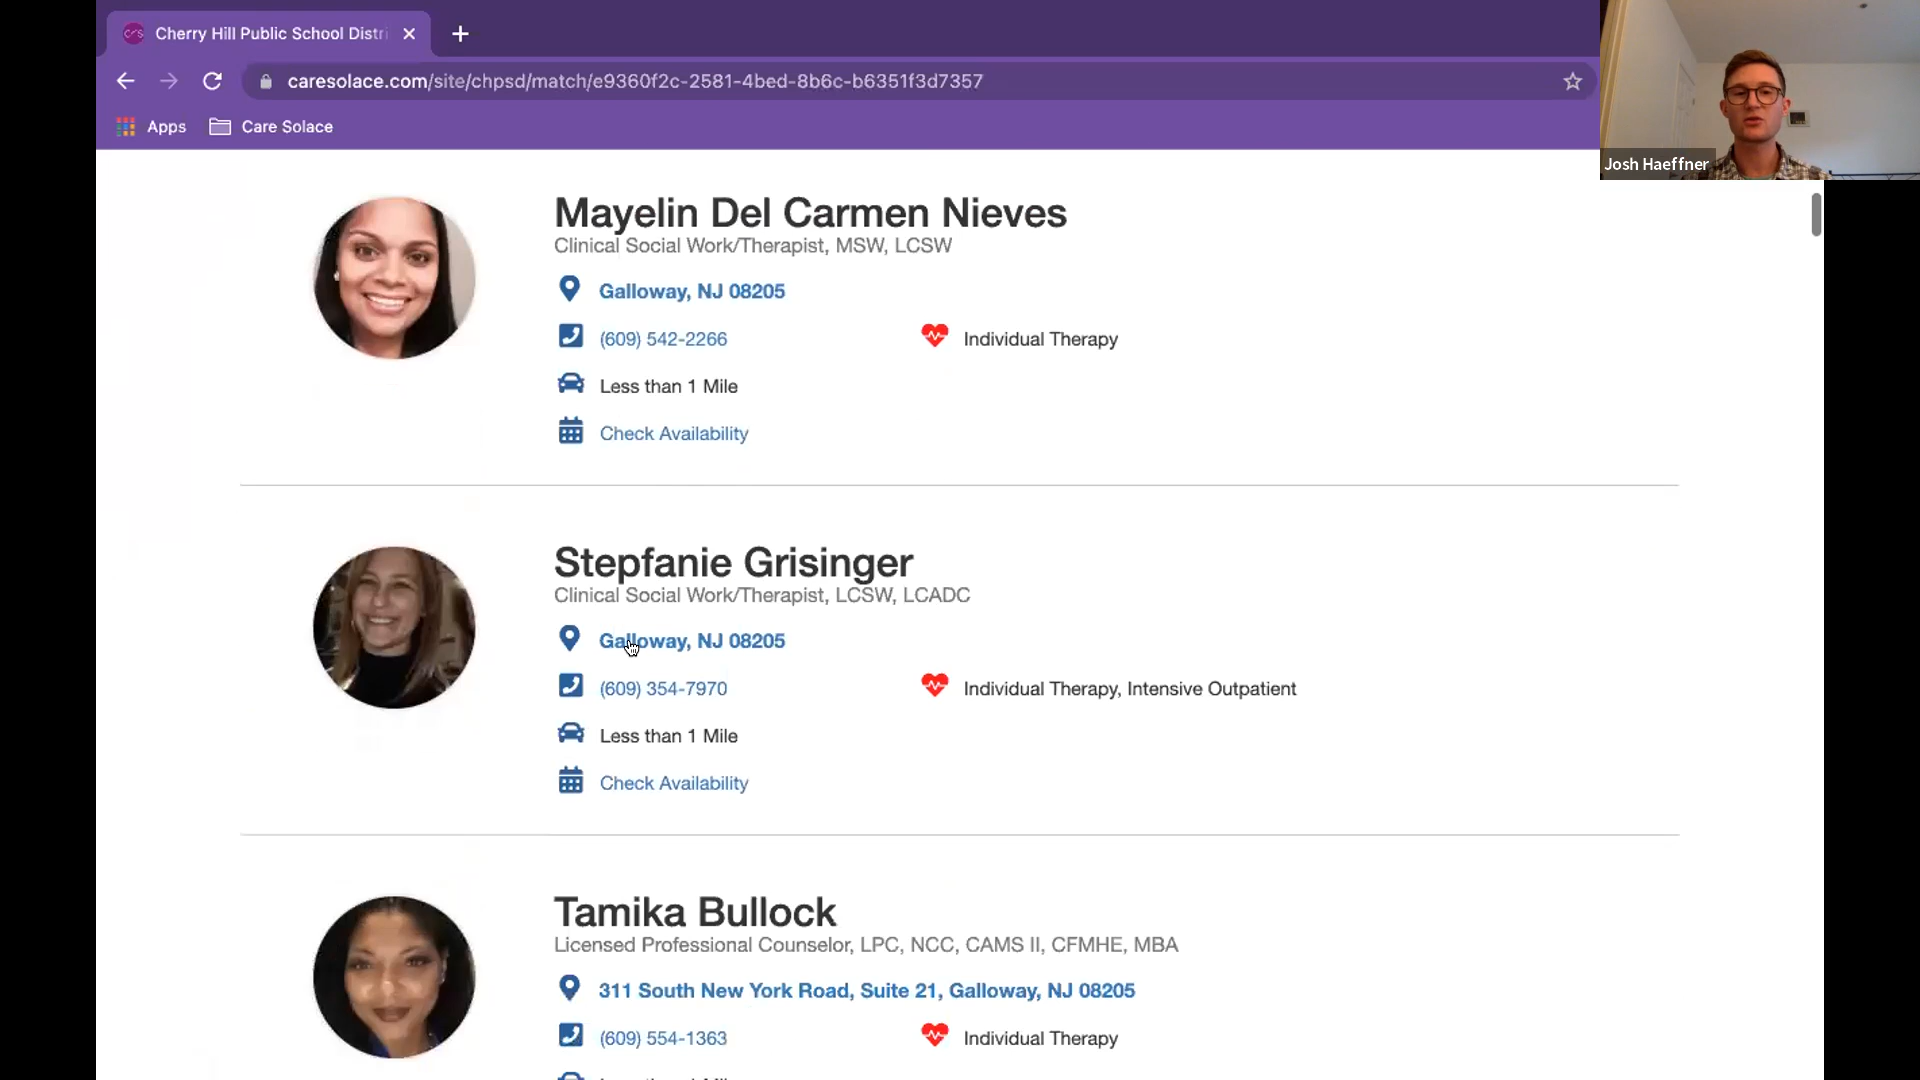 Cherry Hill Public School Distri
caresolace.com/site/chpsd/match/e9360f2c-2581-4bed-8b6c-b6351f3d7357
Apps
Care Solace
Josh Haeffner
Mayelin Del Carmen Nieves
Clinical Social Work/Therapist, MSW, LCSW
Galloway, NJ 08205
(609) 542-2266
Individual Therapy
Less than 1 Mile
Check Availability
Stepfanie Grisinger
Clinical Social Work/Therapist, LCSW, LCADC
Galloway, NJ 08205
(609) 354-7970
Individual Therapy, Intensive Outpatient
Less than 1 Mile
Check Availability
Tamika Bullock
Licensed Professional Counselor, LPC, NCC, CAMS II, CFMHE, MBA
311 South New York Road, Suite 21, Galloway, NJ 08205
(609) 554-1363
Individual Therapy